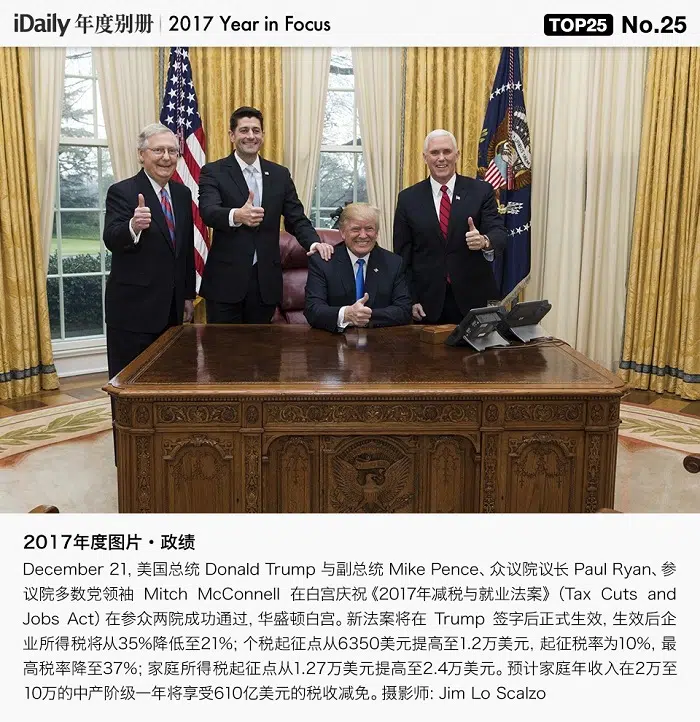 iDaily 年度别册 | 2017 Year in Focus TOP25 No.25
2017年度图片・政绩
December 21, 美国总统 Donald Trump 与副总统 Mike Pence、众议院议长 Paul Ryan、参
议院多数党领袖 Mitch McConnell 在白宫庆祝《2017年减税与就业法案》（Tax Cuts and
Jobs Act）在参众两院成功通过, 华盛顿白宫。新法案将在 Trump 签字后正式生效, 生效后企
业所得税将从35%降低至21%; 个税起征点从6350美元提高至1.2万美元, 起征税率为10%, 最
高税率降至37%; 家庭所得税起征点从1.27万美元提高至2.4万美元。预计家庭年收入在2万至
10万的中产阶级一年将享受610亿美元的税收减免。摄影师: Jim Lo Scalzo